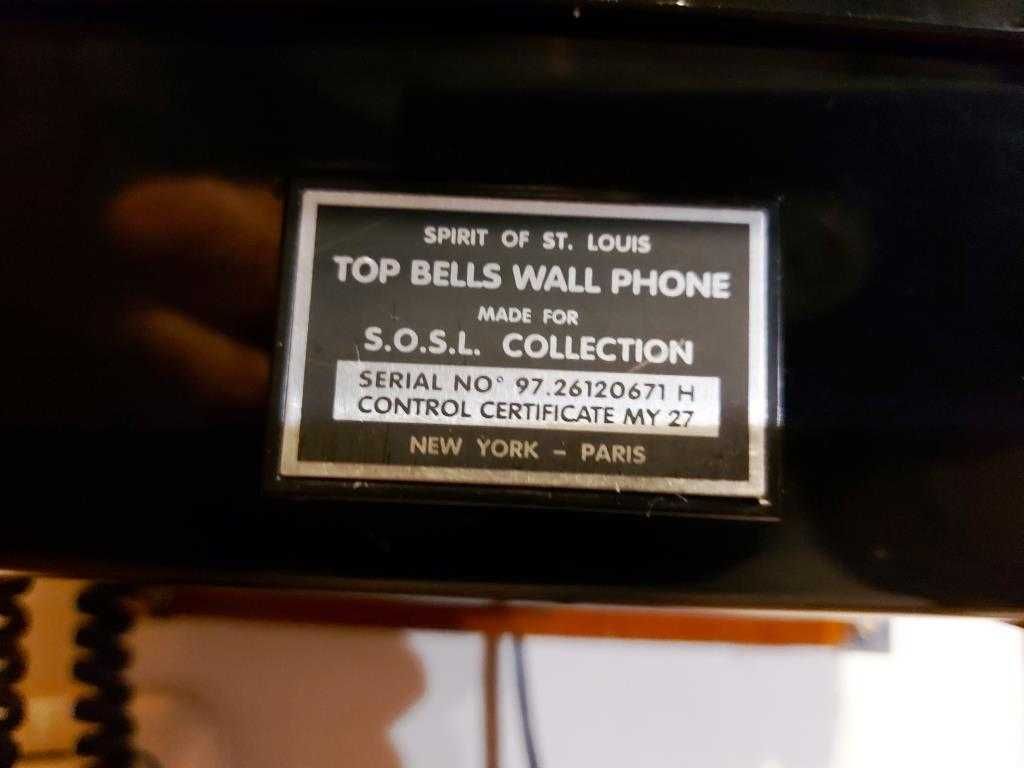 SPIRIT OF ST. LOUIS
TOP BELLS WALL PHONE
MADE FOR
S.O.S.L. COLLECTION
SERIAL NO° 97.26120671 H
CONTROL CERTIFICATE MY 27
NEW YORK – PARIS